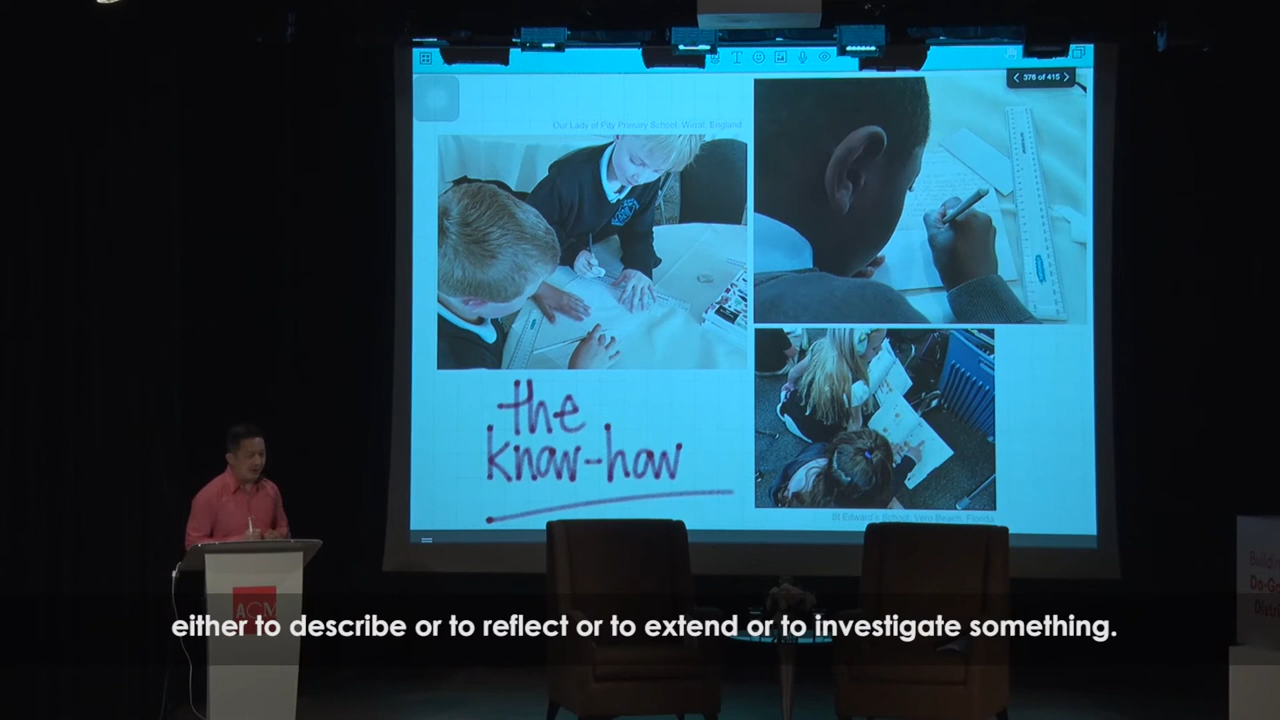 376 of 415
Our Lady of Pity Primary School, Wirral, England
the
know-how
St Edward's School, Vero Beach, Florida
ACM
either to describe or to reflect or to extend or to investigate something.